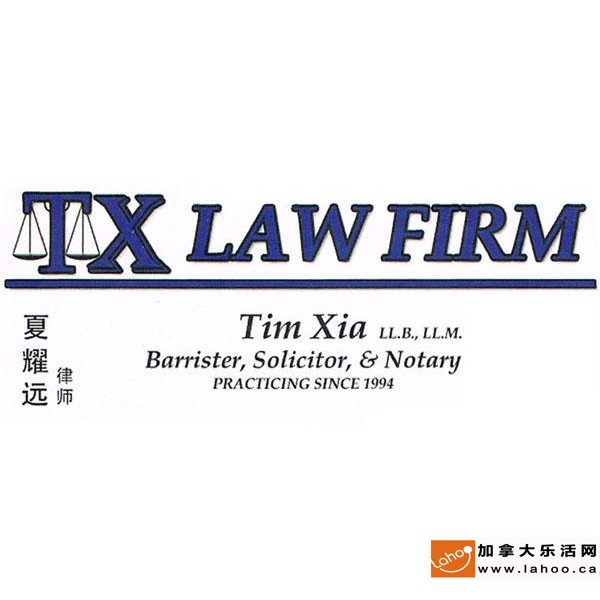 TX LAW FIRM
夏耀远
律师
Tim Xia LL.B., LL.M.
Barrister, Solicitor, & Notary
PRACTICING SINCE 1994
Lahoo
加拿大乐活网
www.lahoo.ca